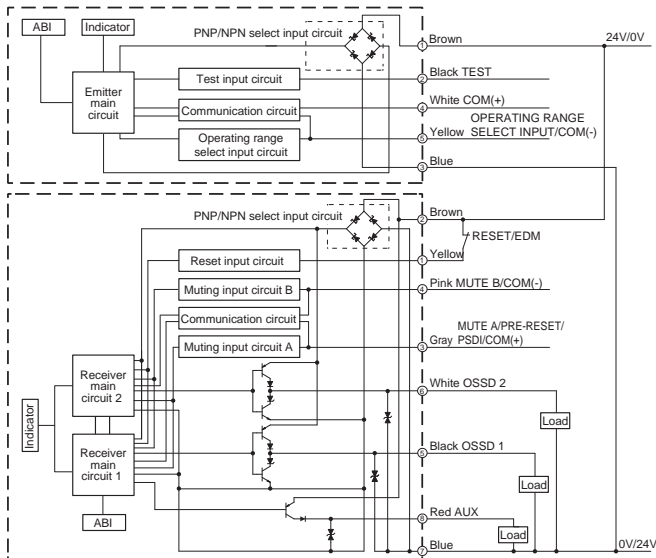 ABI
Indicator
PNP/NPN select input circuit
① Brown
24V/0V
Emitter
main
circuit
Test input circuit
② Black TEST
Communication circuit
④ White COM(+)
Operating range
select input circuit
⑤ Yellow
OPERATING RANGE
SELECT INPUT/COM(-)
③ Blue
PNP/NPN select input circuit
② Brown
RESET/EDM
Reset input circuit
① Yellow
Muting input circuit B
④ Pink MUTE B/COM(-)
Communication circuit
MUTE A/PRE-RESET/
Muting input circuit A
③ Gray PSDI/COM(+)
Receiver
main
circuit 2
⑥ White OSSD 2
Load
Indicator
Receiver
main
circuit 1
⑤ Black OSSD 1
Load
ABI
⑧ Red AUX
Load
⑦ Blue
0V/24V